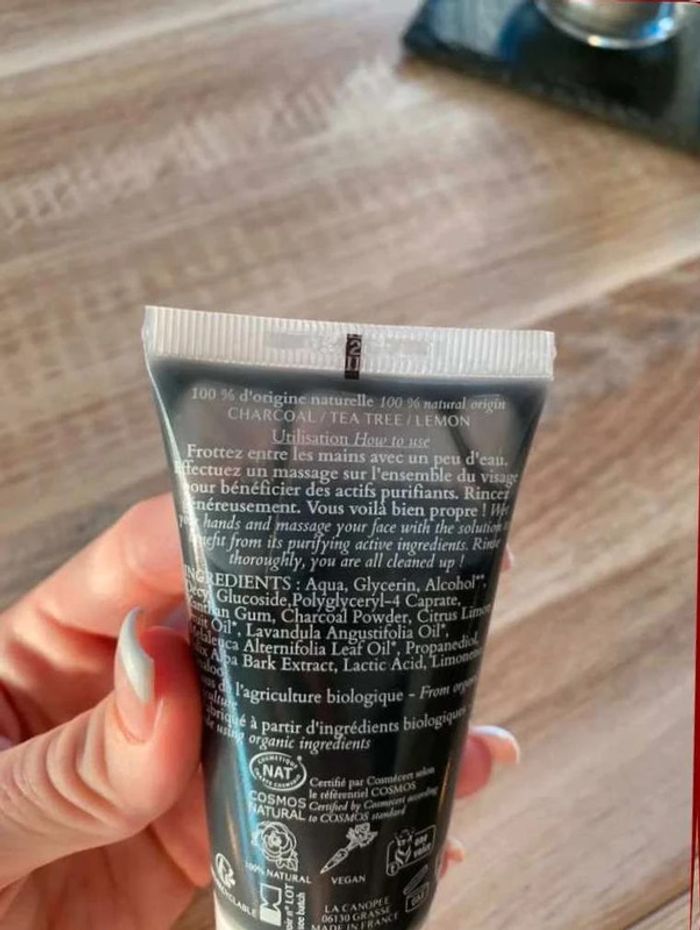 100 % d'origine naturelle 100 % natural origin
CHARCOAL / TEA TREE / LEMON
Utilisation How to use
Frottez entre les mains avec un peu d'eau.
Effectuez un massage sur l'ensemble du visage
pour bénéficier des actifs purifiants. Rincez
généreusement. Vous voilà bien propre !
hands and massage your face with the solution
from its purifying active ingredients.
thoroughly, you are all cleaned up !
INGREDIENTS : Aqua, Glycerin, Alcohol**,
Glucoside, Polyglyceryl-4 Caprate,
Gum, Charcoal Powder, Citrus Limon
Oil*, Lavandula Angustifolia Oil*,
Alternifolia Leaf Oil*, Propanediol,
Bark Extract, Lactic Acid,
l'agriculture biologique - From
à partir d'ingrédients biologiques
using organic ingredients
COSMETIQUE
NAT
COSMOS
NATURAL
Certifié par Cosmécert selon
le référentiel COSMOS
Certified by Cosmecert according
to COSMOS standard
100% NATURAL
VEGAN
one
voice
n° LOT
batch
LA CANOPÉE
06130 GRASSE
MADE IN FRANCE